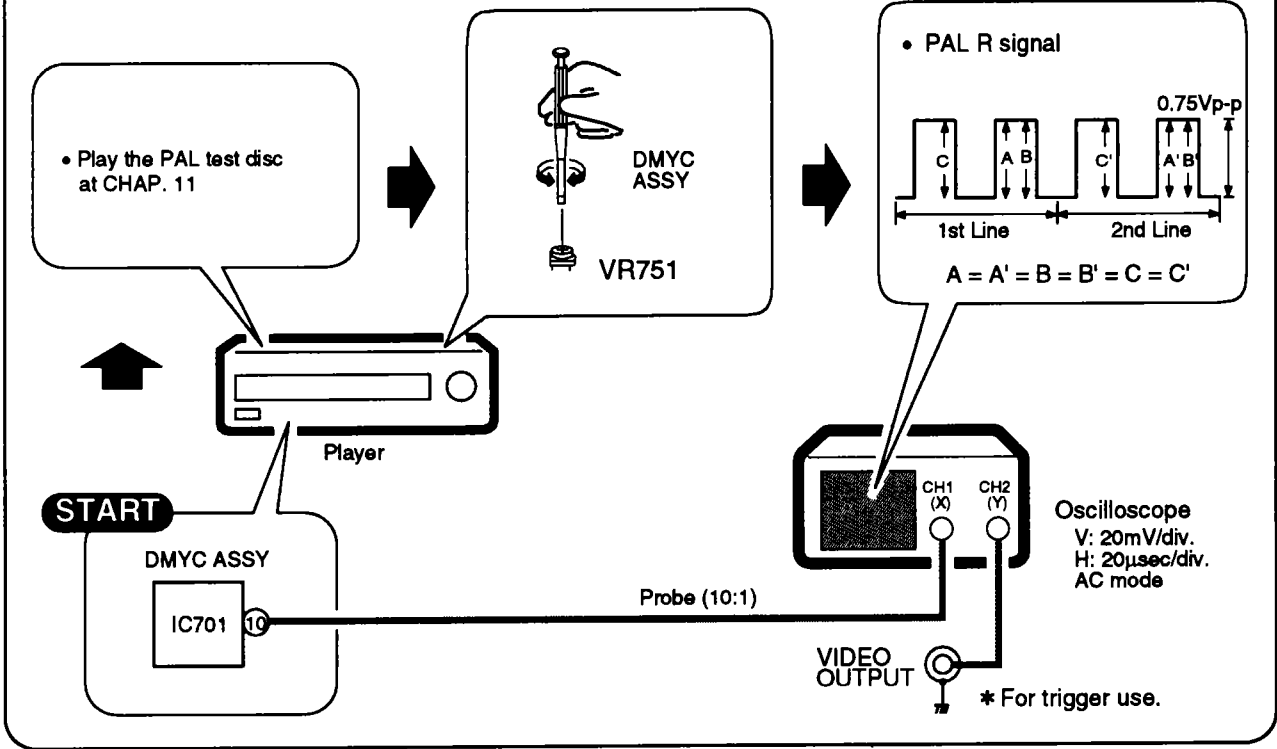 • Play the PAL test disc
at CHAP. 11
DMYC
ASSY
VR751
• PAL R signal
0.75Vp-p
C
A
B
C'
A'
B'
1st Line
2nd Line
A = A' = B = B' = C = C'
Player
START
DMYC ASSY
IC701
10
Probe (10:1)
CH1
(X)
CH2
(Y)
Oscilloscope
V: 20mV/div.
H: 20µsec/div.
AC mode
VIDEO
OUTPUT
* For trigger use.